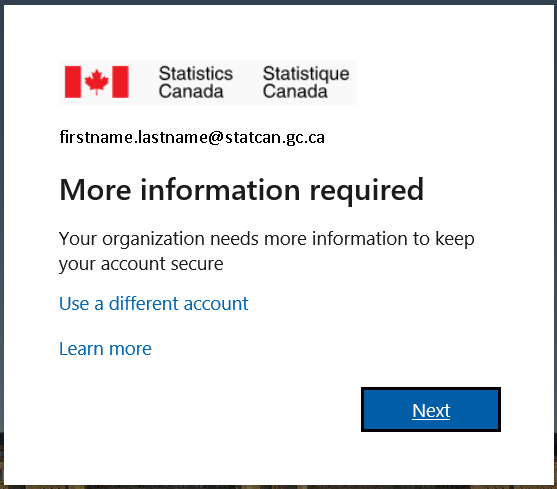 Statistics Statistique
Canada Canada
firstname.lastname@statcan.gc.ca
More information required
Your organization needs more information to keep
your account secure
Use a different account
Learn more
Next